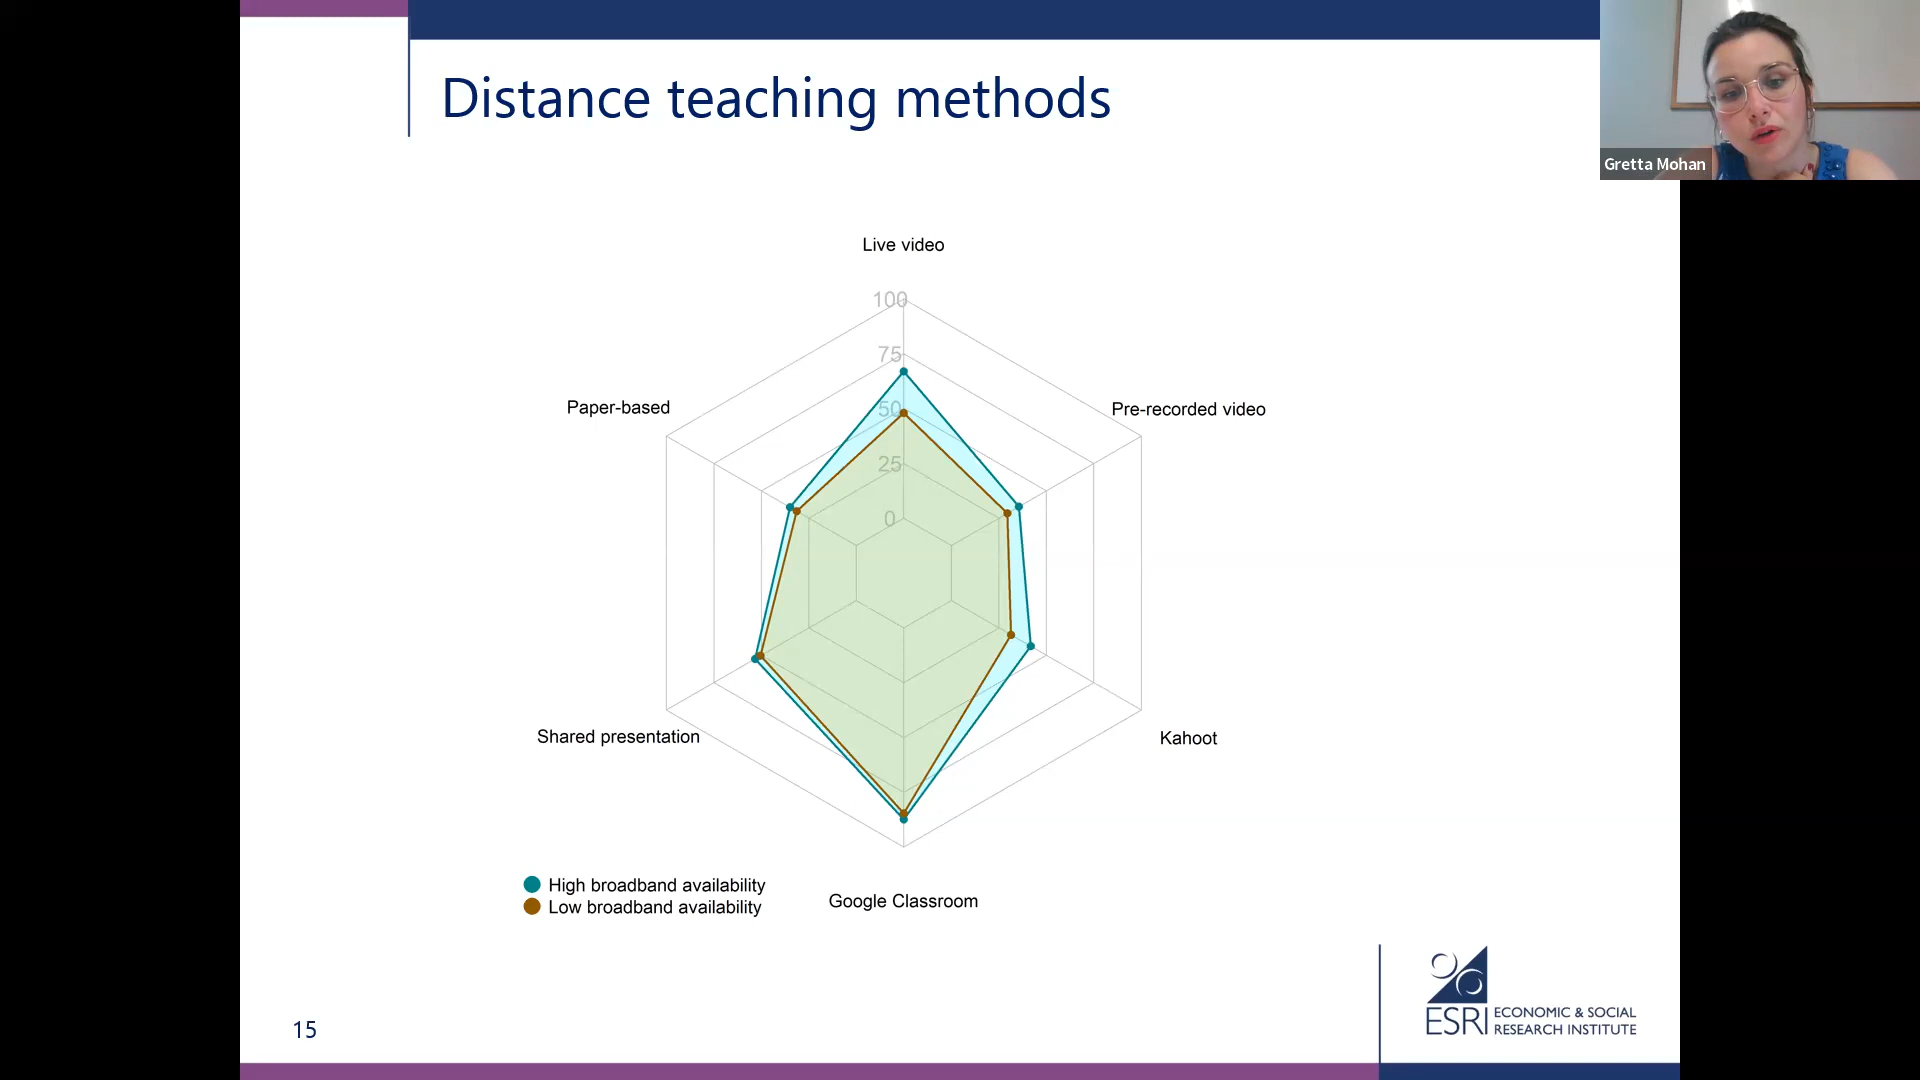 Distance teaching methods
Gretta Mohan
Live video
100
75
50
25
0
Paper-based
Pre-recorded video
Shared presentation
Kahoot
High broadband availability
Low broadband availability
Google Classroom
15
ESRI
ECONOMIC & SOCIAL
RESEARCH INSTITUTE